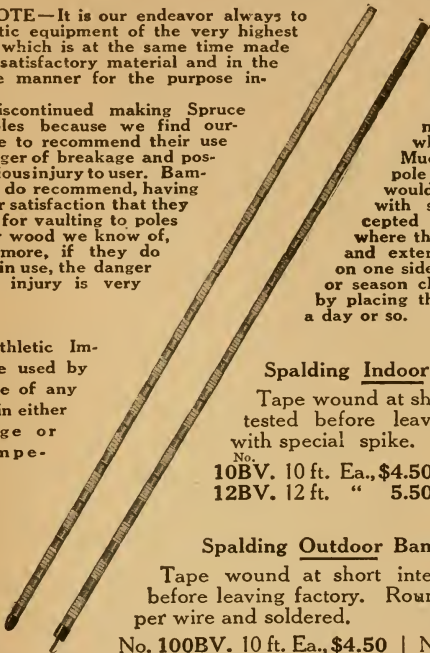 OTE—It is our endeavor always to
tic equipment of the very highest
which is at the same time made
satisfactory material and in the
e manner for the purpose in-
iscontinued making Spruce
les because we find our-
e to recommend their use
ger of breakage and pos-
ious injury to user. Bam-
do recommend, having
r satisfaction that they
for vaulting to poles
r wood we know of,
more, if they do
in use, the danger
injury is very
thletic Im-
e used by
e of any
in either
ge or
mpe-
n
wh
Muc
pole
would
with s
cepted
where th
and exter
on one side
or season cl
by placing th
a day or so.
Spalding Indoor
Tape wound at sh
tested before leav
with special spike.
No.
10BV. 10 ft. Ea., $4.50
12BV. 12 ft. “ 5.50
Spalding Outdoor Bam
Tape wound at short inte
before leaving factory. Roun
per wire and soldered.
No. 100BV. 10 ft. Ea., $4.50 | N